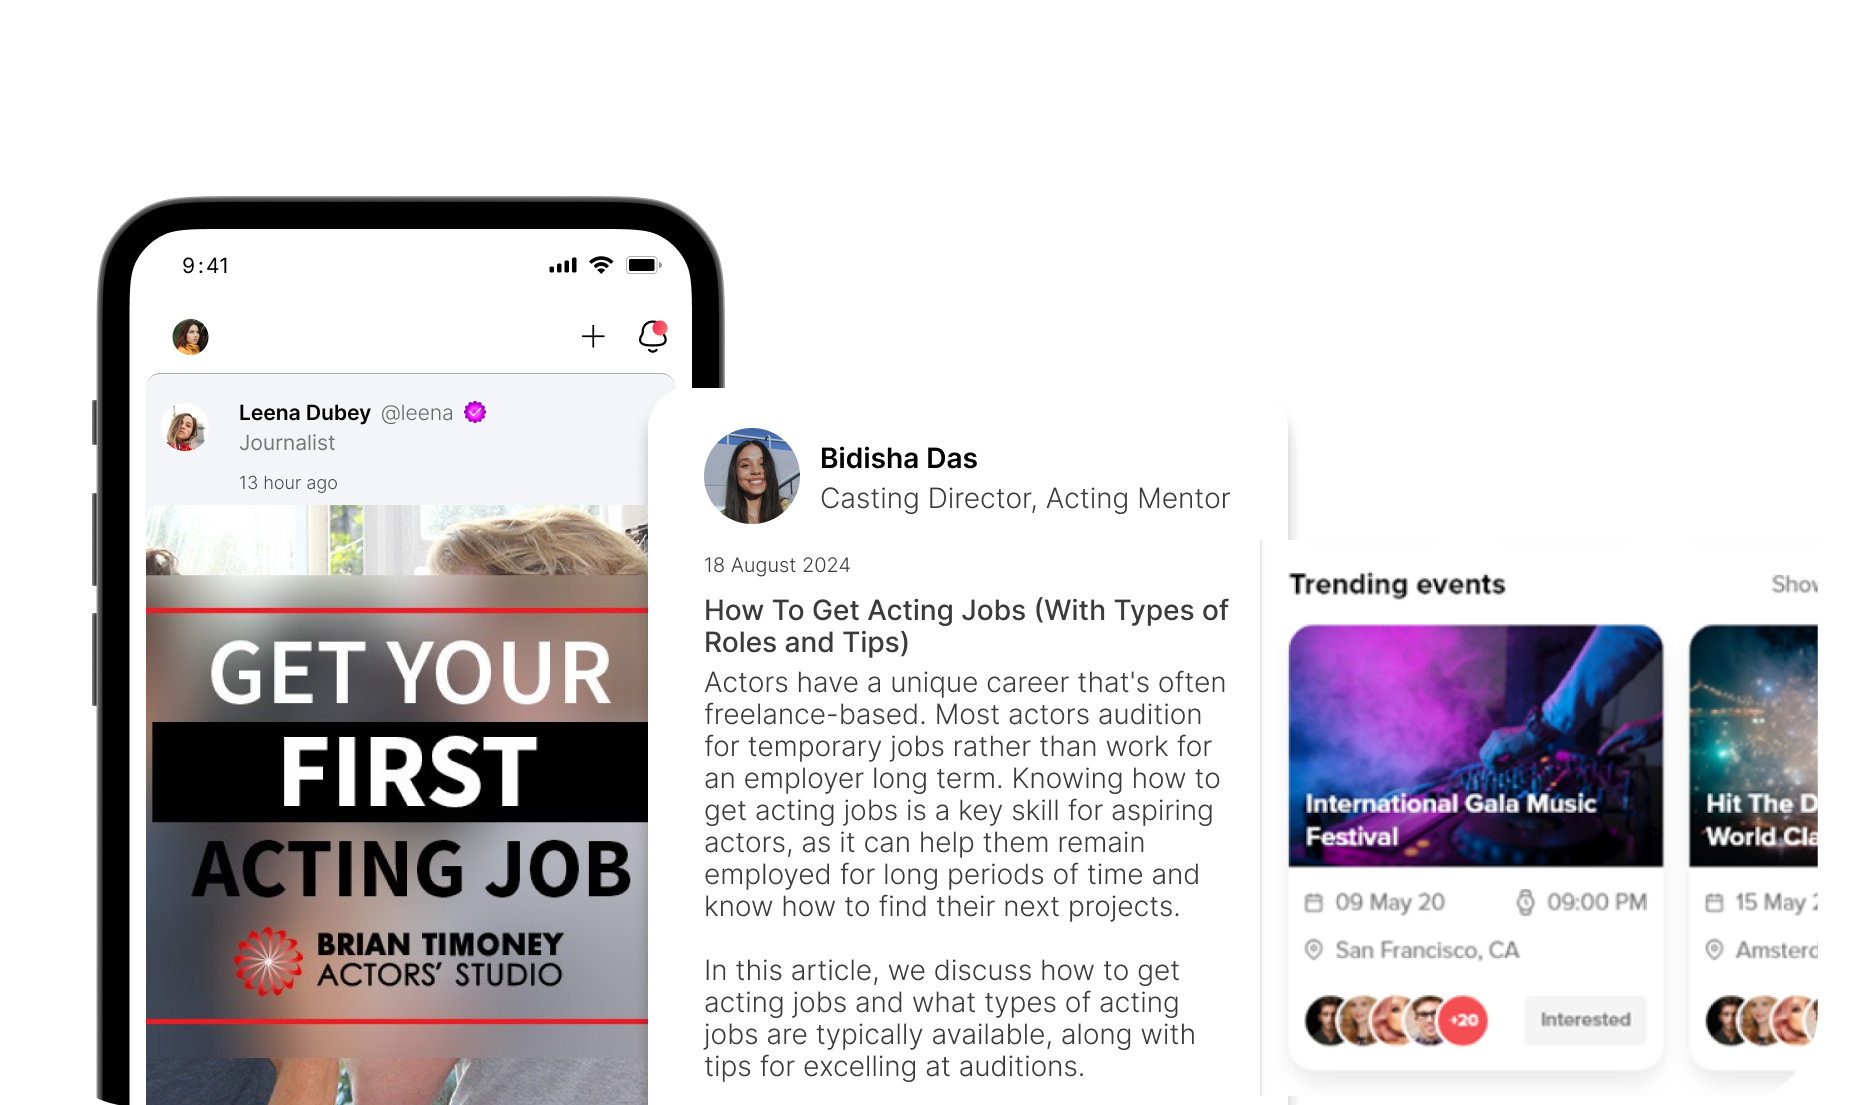 9:41
Leena Dubey @leena
Journalist
13 hour ago
GET YOUR
FIRST
ACTING JOB
BRIAN TIMONEY
ACTORS' STUDIO
Bidisha Das
Casting Director, Acting Mentor
18 August 2024
How To Get Acting Jobs (With Types of
Roles and Tips)
Actors have a unique career that's often
freelance-based. Most actors audition
for temporary jobs rather than work for
an employer long term. Knowing how to
get acting jobs is a key skill for aspiring
actors, as it can help them remain
employed for long periods of time and
know how to find their next projects.
In this article, we discuss how to get
acting jobs and what types of acting
jobs are typically available, along with
tips for excelling at auditions.
Trending events
Show
International Gala Music
Festival
09 May 20 09:00 PM
San Francisco, CA
+20 Interested
Hit The D
World Cla
15 May 2
Amsterd